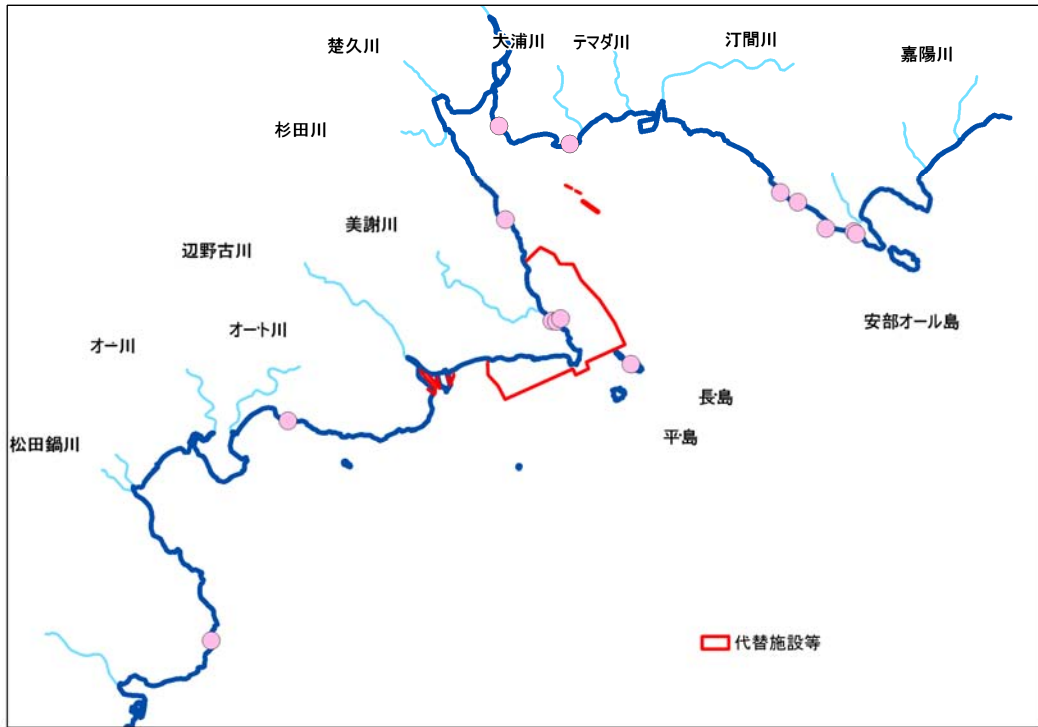 大浦川
テマダ川
汀間川
楚久川
嘉陽川
杉田川
美謝川
辺野古川
安部オール島
オート川
オー川
長島
平島
松田鍋川
代替施設等